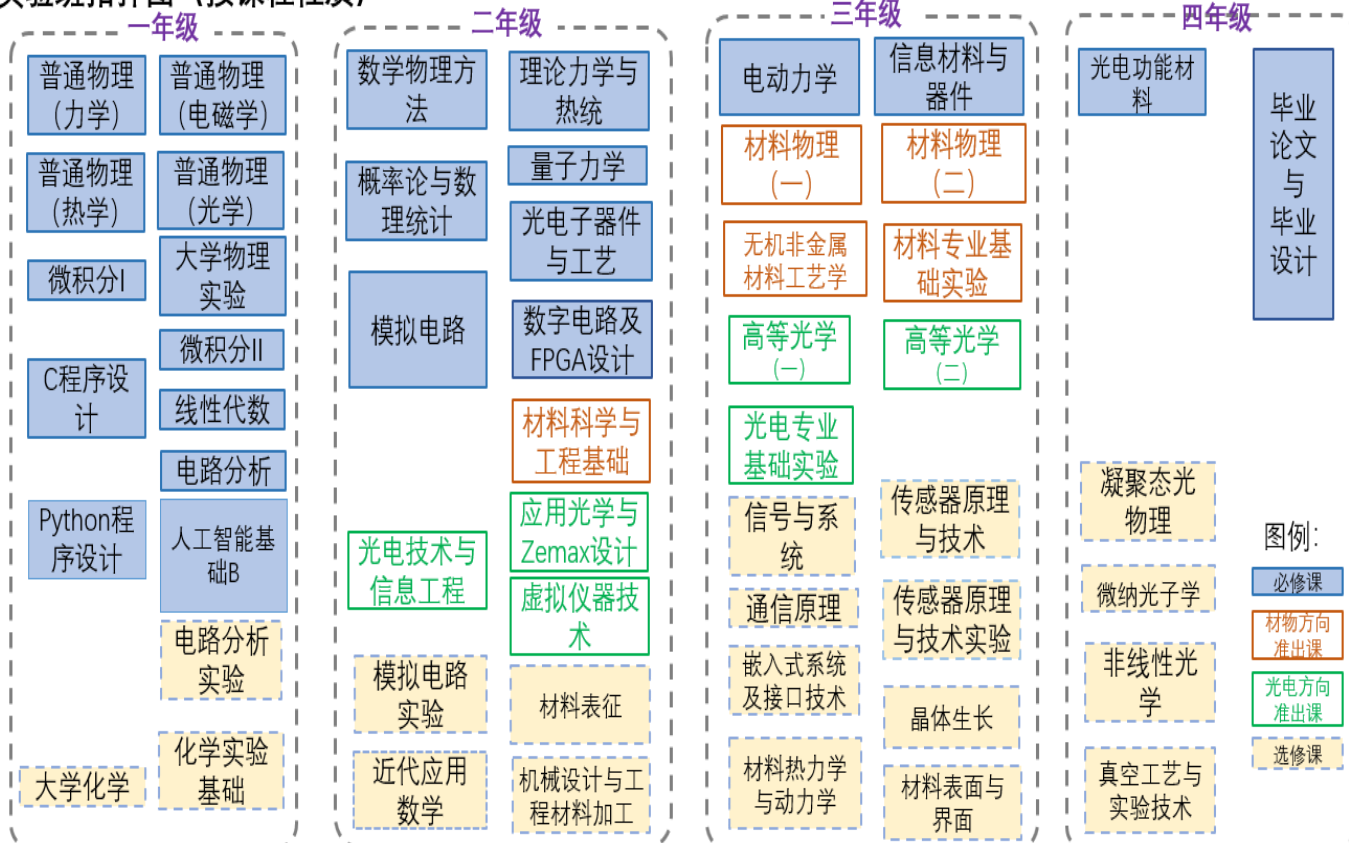 实验班拍摊图（按课程性质）
一年级
普通物理
（力学）
普通物理
（电磁学）
普通物理
（热学）
普通物理
（光学）
微积分I
大学物理
实验
微积分II
C程序设
计
线性代数
电路分析
Python程
序设计
人工智能基
础B
电路分析
实验
大学化学
化学实验
基础
二年级
数学物理方
法
理论力学与
热统
概率论与数
理统计
量子力学
光电子器件
与工艺
模拟电路
数字电路及
FPGA设计
材料科学与
工程基础
光电技术与
信息工程
应用光学与
Zemax设计
虚拟仪器技
术
模拟电路
实验
材料表征
近代应用
数学
机械设计与工
程材料加工
三年级
电动力学
信息材料与
器件
材料物理
（一）
材料物理
（二）
无机非金属
材料工艺学
材料专业基
础实验
高等光学
（一）
高等光学
（二）
光电专业
基础实验
信号与系
统
传感器原理
与技术
通信原理
传感器原理
与技术实验
嵌入式系统
及接口技术
晶体生长
材料热力学
与动力学
材料表面与
界面
四年级
光电功能材
料
毕业
论文
与
毕业
设计
凝聚态光
物理
微纳光子学
非线性光
学
真空工艺与
实验技术
图例：
必修课
材物方向
准出课
光电方向
准出课
选修课